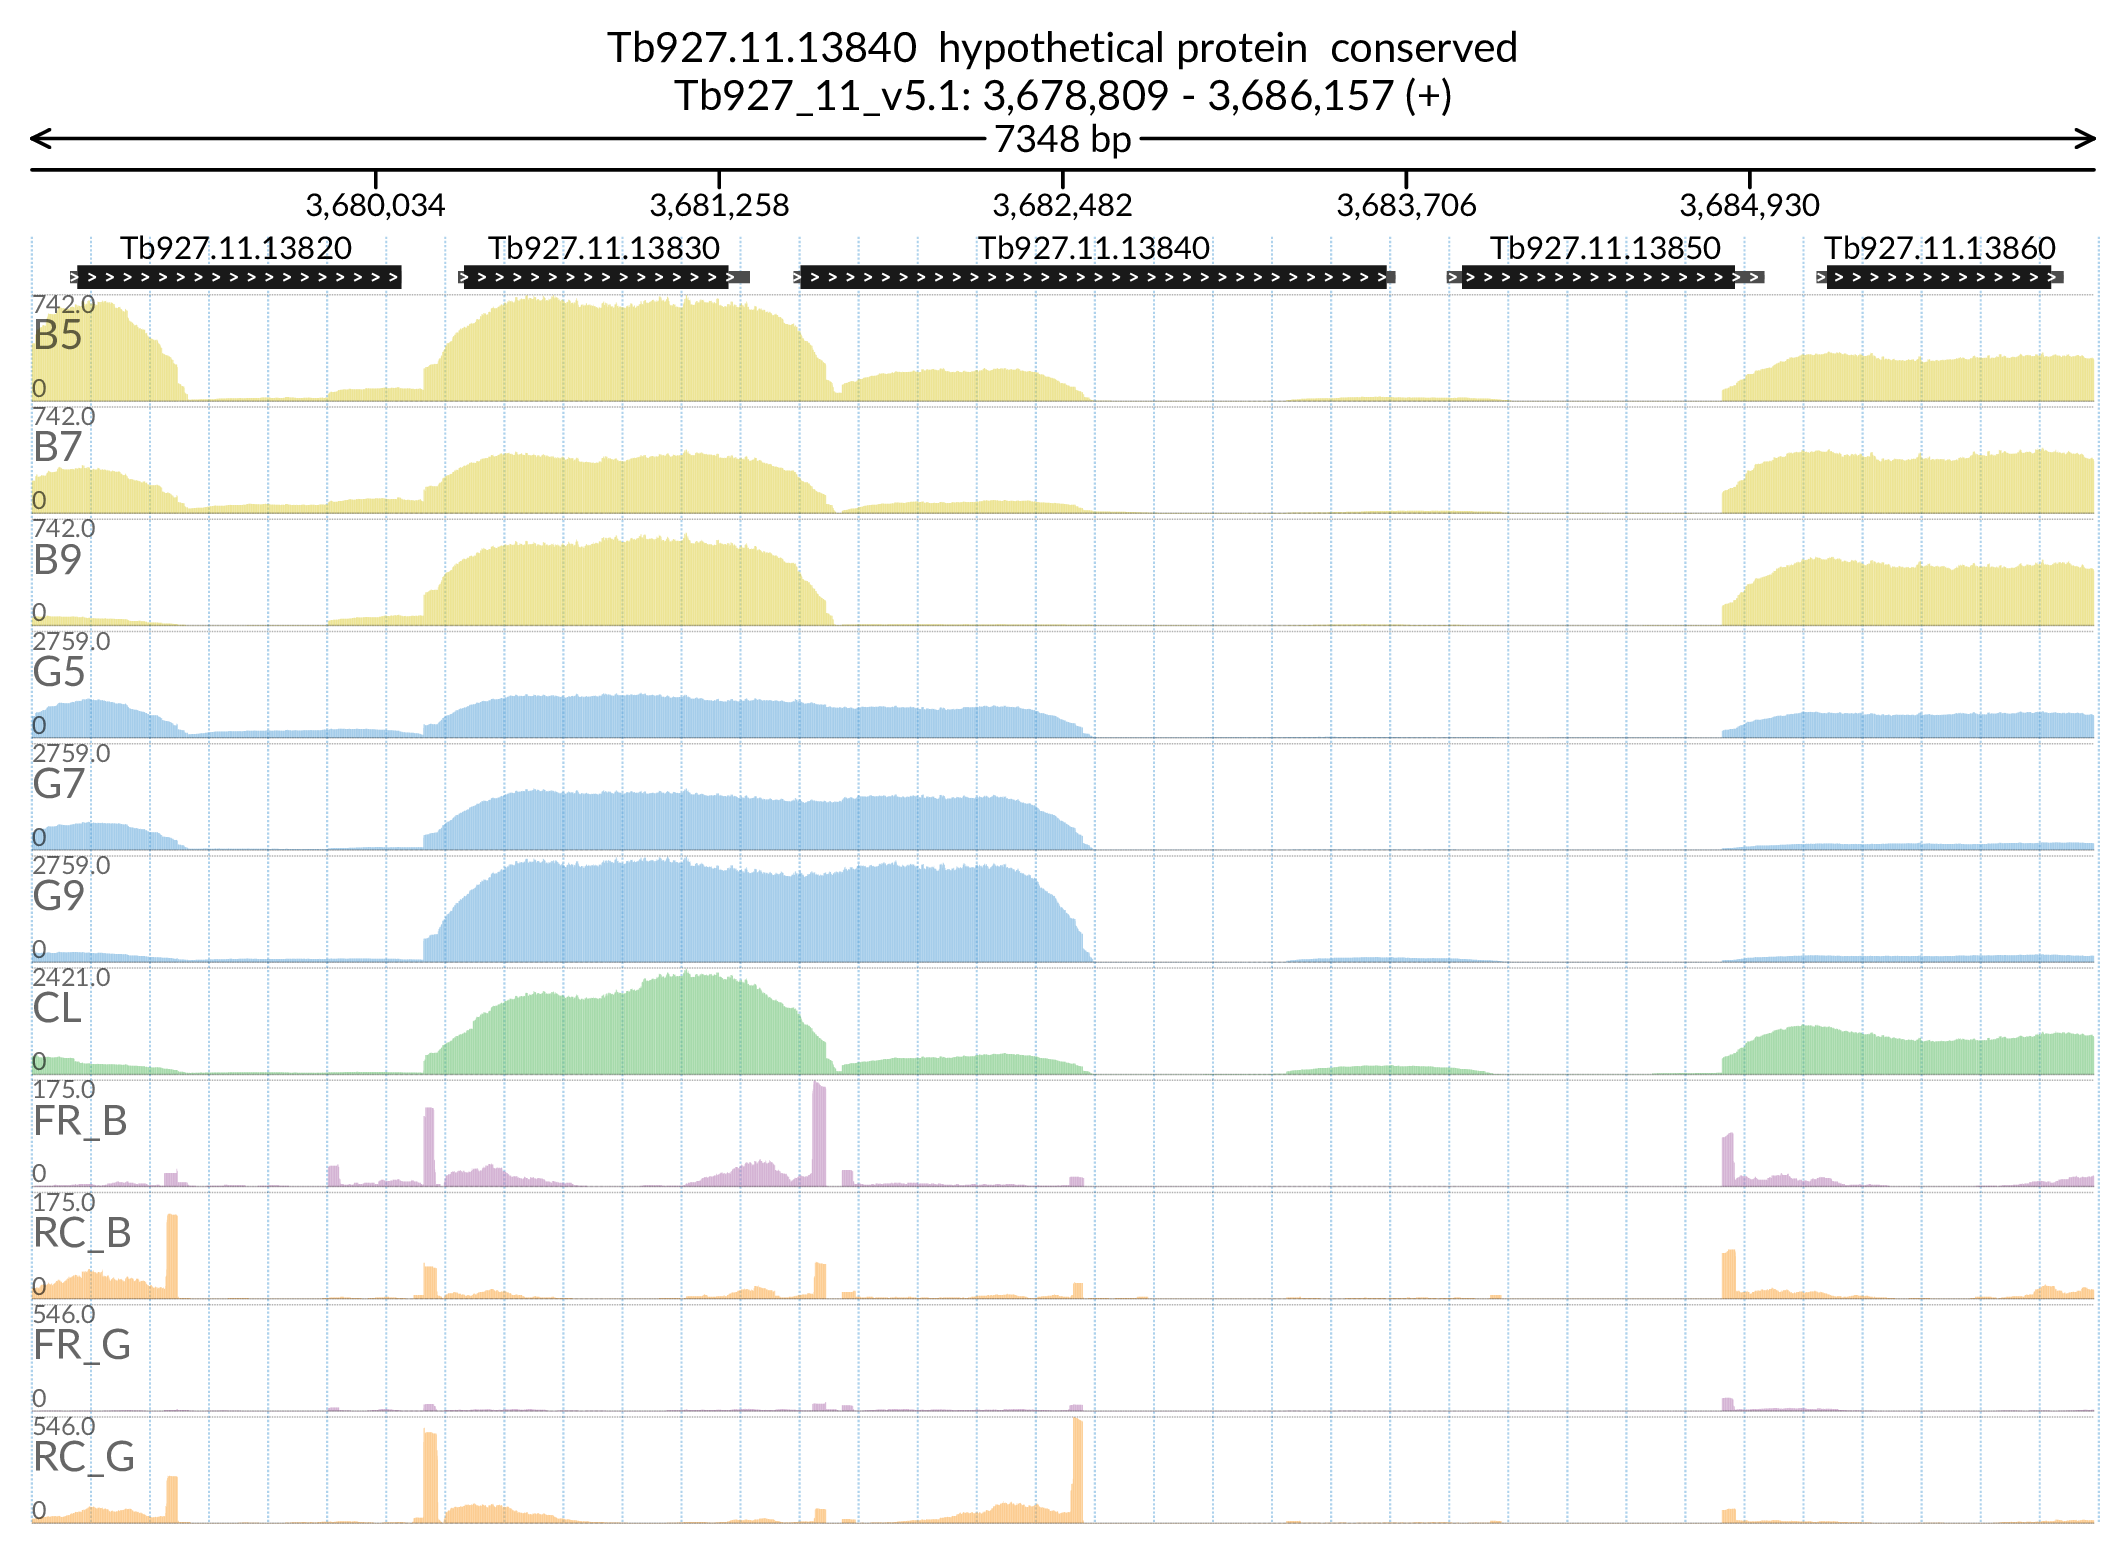 Tb927.11.13840  hypothetical protein  conserved
Tb927_11_v5.1: 3,678,809 - 3,686,157 (+)
7348 bp
3,680,034 3,681,258 3,682,482 3,683,706 3,684,930
Tb927.11.13820 Tb927.11.13830 Tb927.11.13840 Tb927.11.13850 Tb927.11.13860
742.0
B5
0
742.0
B7
0
742.0
B9
0
2759.0
G5
0
2759.0
G7
0
2759.0
G9
0
2421.0
CL
0
175.0
FR_B
0
175.0
RC_B
0
546.0
FR_G
0
546.0
RC_G
0